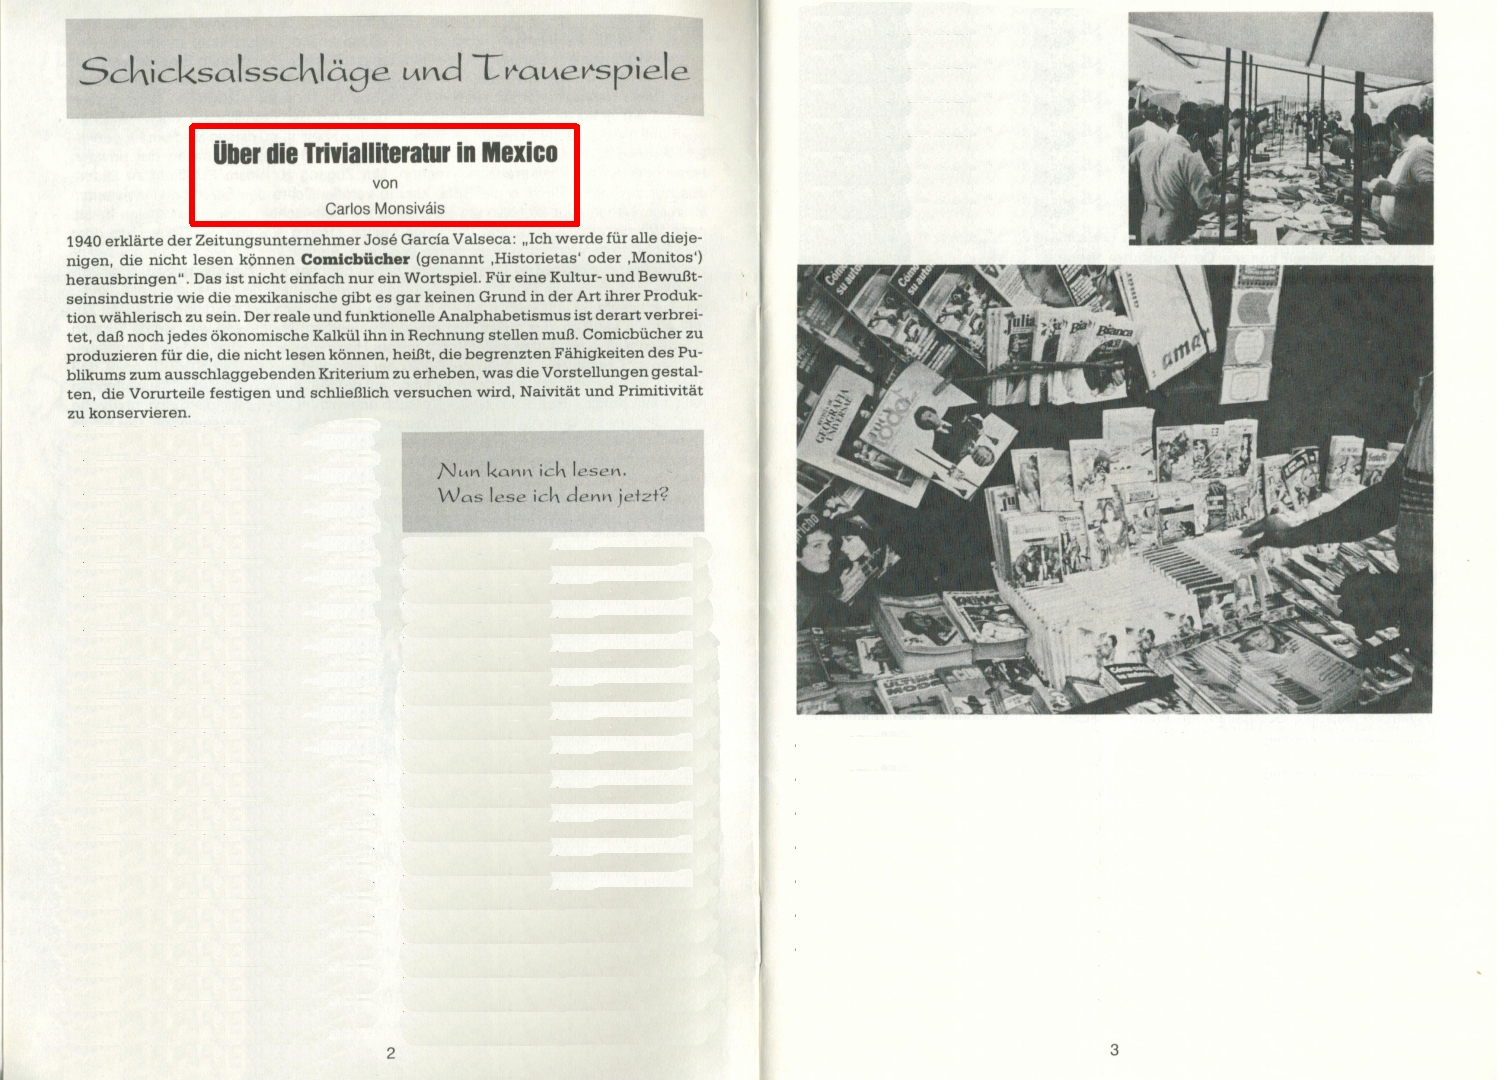 Schicksalsschläge und Trauerspiele
Über die Trivialliteratur in Mexico
von
Carlos Monsiváis
1940 erklärte der Zeitungsunternehmer José García Valseca: „Ich werde für alle dieje-
nigen, die nicht lesen können Comicbücher (genannt ‚Historietas‘ oder ‚Monitos‘)
herausbringen“. Das ist nicht einfach nur ein Wortspiel. Für eine Kultur- und Bewußt-
seinsindustrie wie die mexikanische gibt es gar keinen Grund in der Art ihrer Produk-
tion wählerisch zu sein. Der reale und funktionelle Analphabetismus ist derart verbrei-
tet, daß noch jedes ökonomische Kalkül ihn in Rechnung stellen muß. Comicbücher zu
produzieren für die, die nicht lesen können, heißt, die begrenzten Fähigkeiten des Pu-
blikums zum ausschlaggebenden Kriterium zu erheben, was die Vorstellungen gestal-
ten, die Vorurteile festigen und schließlich versuchen wird, Naivität und Primitivität
zu konservieren.
Nun kann ich lesen.
Was lese ich denn jetzt?
2
Julia
Bianca
ama
GEOGRAFIA
UNIVERSAL
3